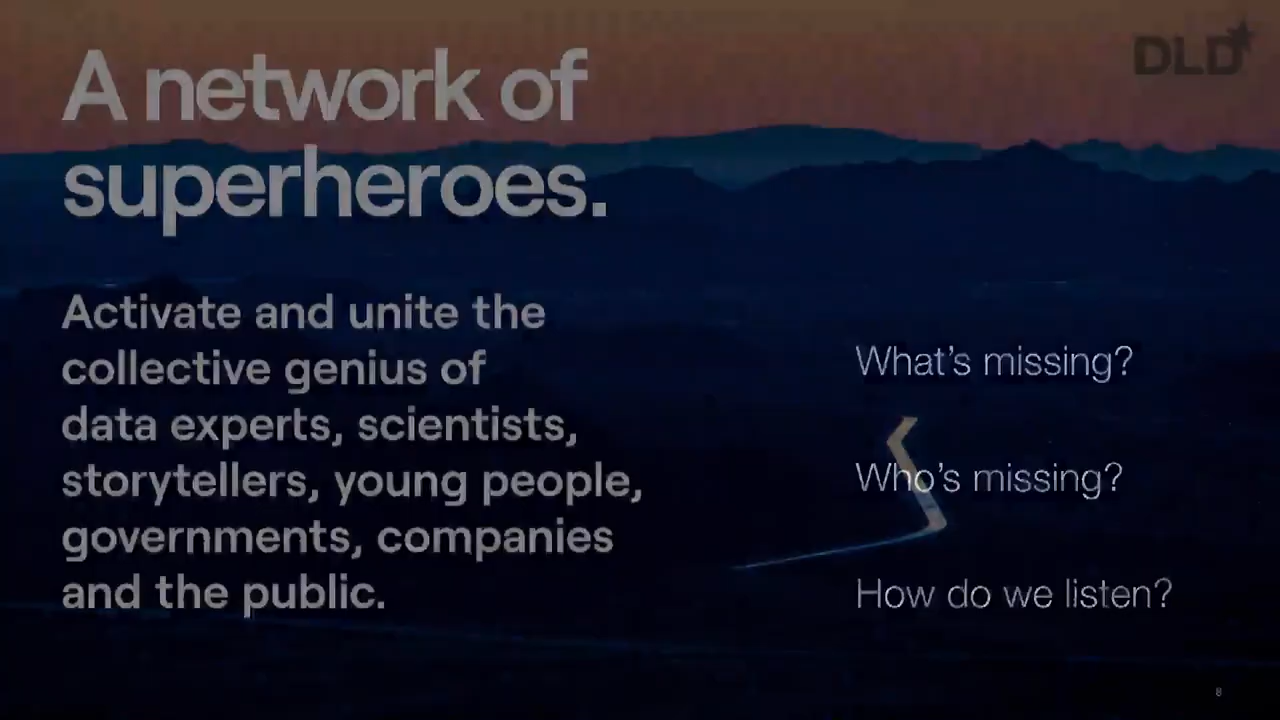 DLD
A network of
superheroes.
Activate and unite the
collective genius of
data experts, scientists,
storytellers, young people,
governments, companies
and the public.
What's missing?
Who's missing?
How do we listen?
8